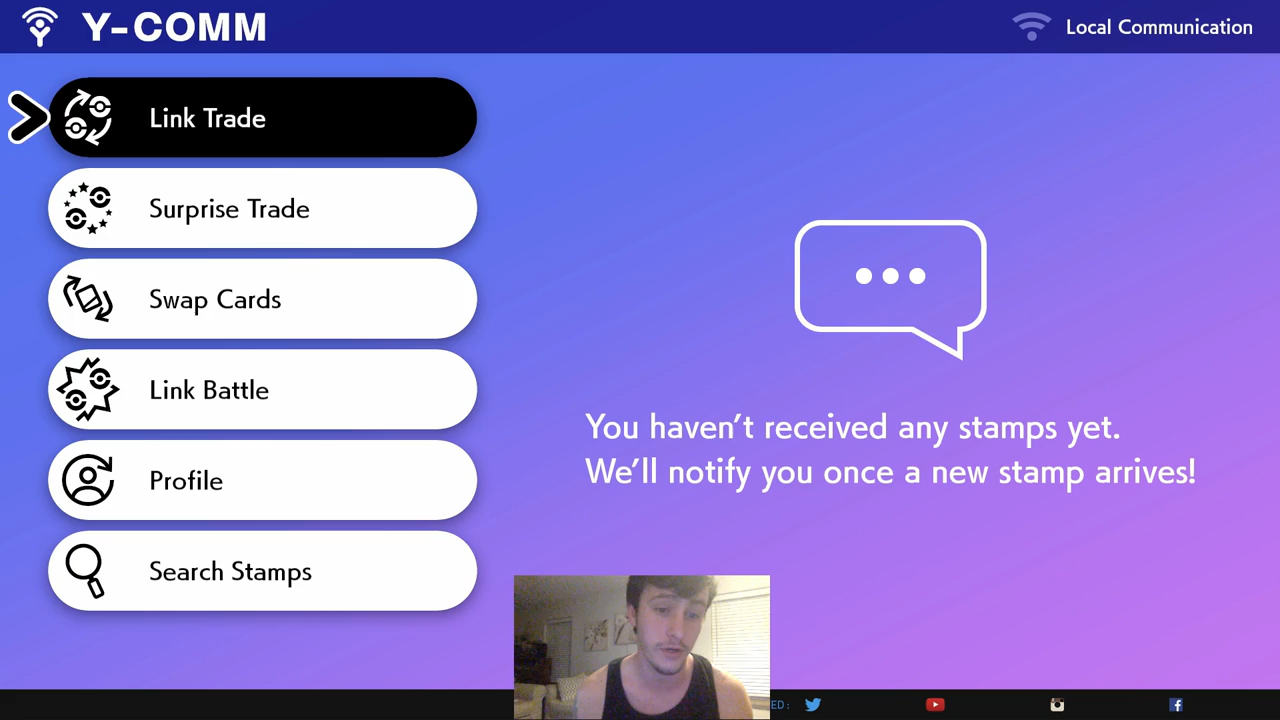 Y-COMM
Local Communication
Link Trade
Surprise Trade
Swap Cards
Link Battle
Profile
Search Stamps
You haven’t received any stamps yet.
We’ll notify you once a new stamp arrives!
ED: